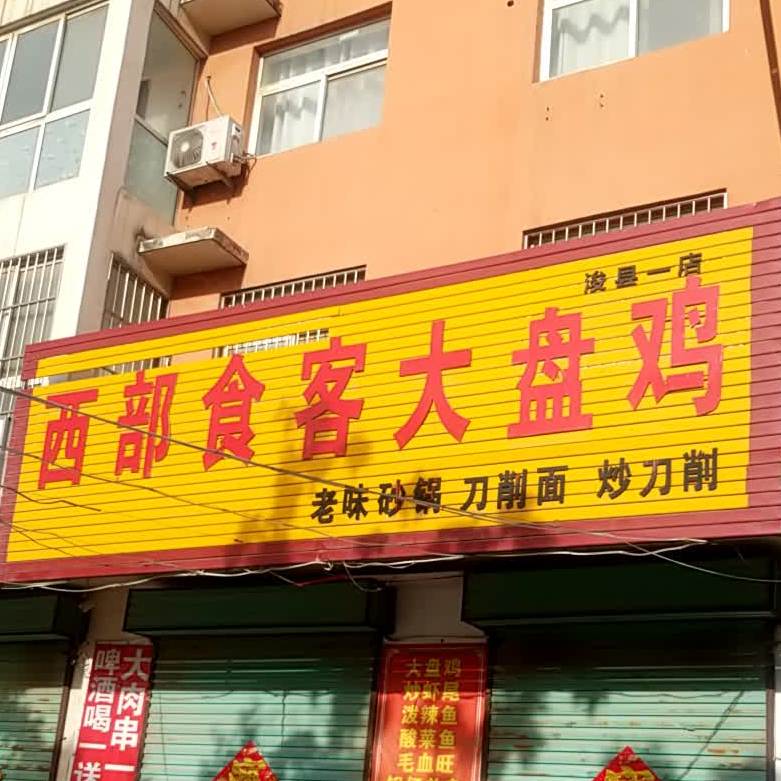 浚县一店
西部食客大盘鸡
老味砂锅 刀削面 炒刀削
大肉串一
啤酒喝一送
大盘鸡
炒虾尾
泼辣鱼
酸菜鱼
毛血旺